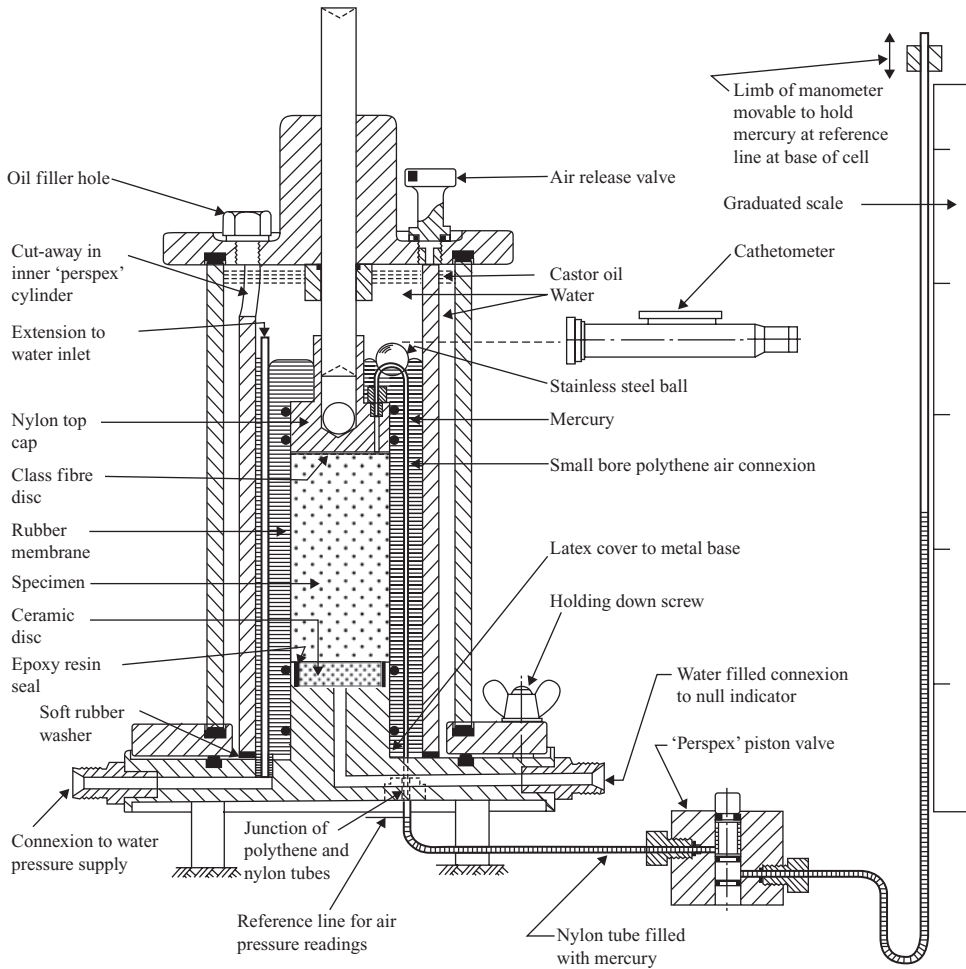 Oil filler hole
Cut-away in
inner ‘perspex’
cylinder
Extension to
water inlet
Nylon top
cap
Class fibre
disc
Rubber
membrane
Specimen
Ceramic
disc
Epoxy resin
seal
Soft rubber
washer
Connexion to water
pressure supply
Junction of
polythene and
nylon tubes
Reference line for air
pressure readings
Air release valve
Castor oil
Water
Stainless steel ball
Mercury
Small bore polythene air connexion
Latex cover to metal base
Holding down screw
Water filled connexion
to null indicator
‘Perspex’ piston valve
Nylon tube filled
with mercury
Cathetometer
Limb of manometer
movable to hold
mercury at reference
line at base of cell
Graduated scale